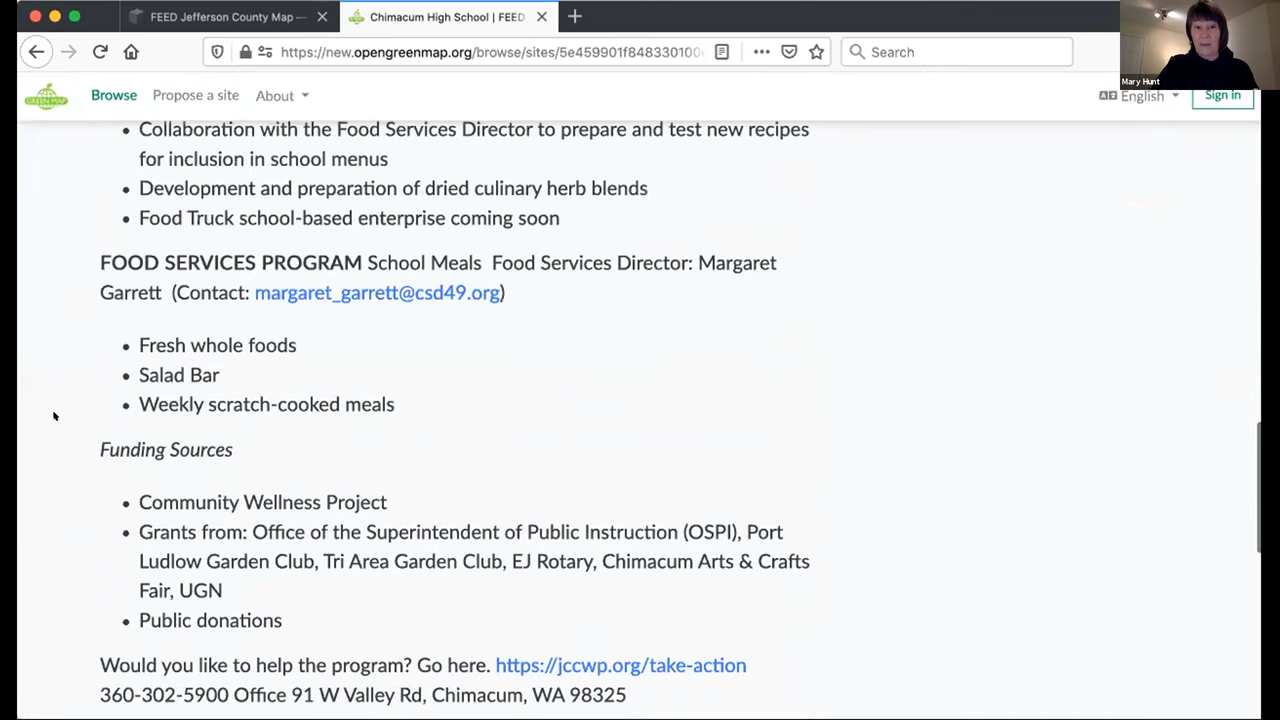 FEED Jefferson County Map —
Chimacum High School | FEED
https://new.opengreenmap.org/browse/sites/5e459901f848330100
Search
Mary Hunt
GREEN MAP
Browse
Propose a site
About
English
Sign in
• Collaboration with the Food Services Director to prepare and test new recipes
for inclusion in school menus
• Development and preparation of dried culinary herb blends
• Food Truck school-based enterprise coming soon
FOOD SERVICES PROGRAM School Meals Food Services Director: Margaret
Garrett (Contact: margaret_garrett@csd49.org)
• Fresh whole foods
• Salad Bar
• Weekly scratch-cooked meals
Funding Sources
• Community Wellness Project
• Grants from: Office of the Superintendent of Public Instruction (OSPI), Port
Ludlow Garden Club, Tri Area Garden Club, EJ Rotary, Chimacum Arts & Crafts
Fair, UGN
• Public donations
Would you like to help the program? Go here. https://jccwp.org/take-action
360-302-5900 Office 91 W Valley Rd, Chimacum, WA 98325